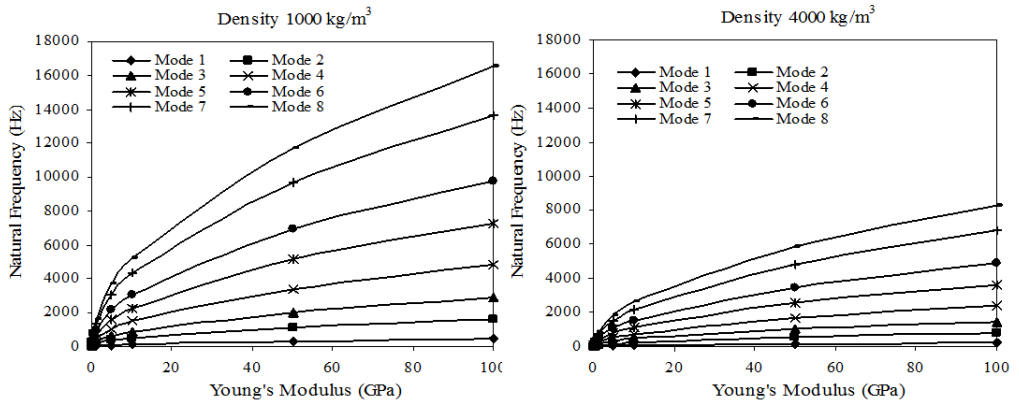 Density 1000 kg/m³
Natural Frequency (Hz)
18000
16000
14000
12000
10000
8000
6000
4000
2000
0
Mode 1
Mode 2
Mode 3
Mode 4
Mode 5
Mode 6
Mode 7
Mode 8
0 20 40 60 80 100
Young's Modulus (GPa)
Density 4000 kg/m³
Natural Frequency (Hz)
18000
16000
14000
12000
10000
8000
6000
4000
2000
0
Mode 1
Mode 2
Mode 3
Mode 4
Mode 5
Mode 6
Mode 7
Mode 8
0 20 40 60 80 100
Young's Modulus (GPa)